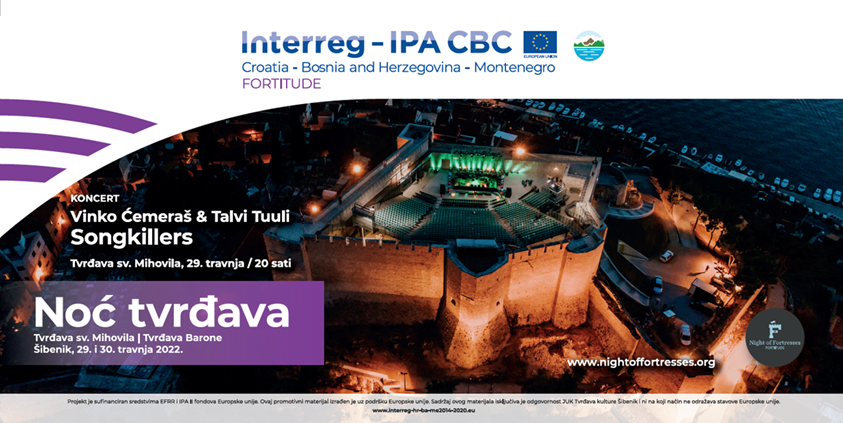 Interreg - IPA CBC
EUROPEAN UNION
Croatia - Bosnia and Herzegovina - Montenegro
FORTITUDE
KONCERT
Vinko Ćemeraš & Talvi Tuuli
Songkillers
Tvrđava sv. Mihovila, 29. travnja / 20 sati
Noć tvrđava
Tvrđava sv. Mihovila | Tvrđava Barone
Šibenik, 29. i 30. travnja 2022.
Night of Fortresses
FORTITUDE
www.nightoffortresses.org
Projekt je sufinanciran sredstvima EFRR i IPA II fondova Europske unije. Ovaj promotivni materijal izrađen je uz podršku Europske unije. Sadržaj ovog materijala isključiva je odgovornost JUK Tvrđava kulture Šibenik i ni na koji način ne odražava stavove Europske unije.
www.interreg-hr-ba-me2014-2020.eu